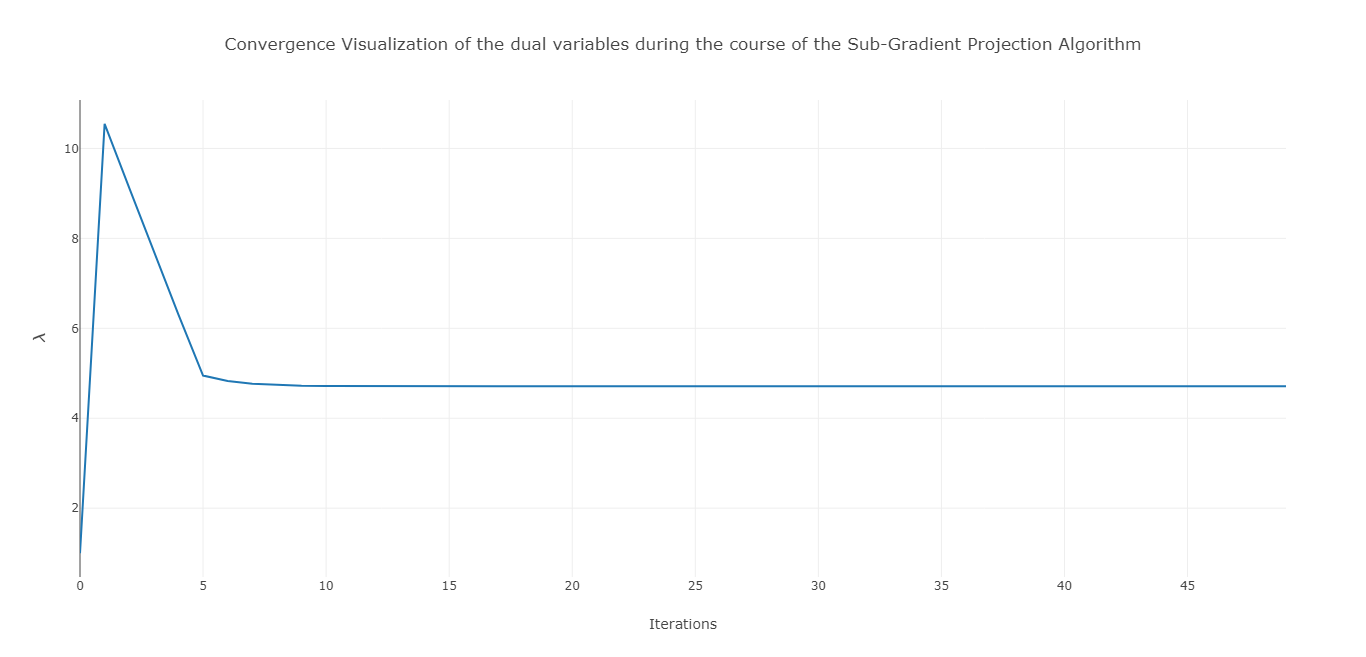 Convergence Visualization of the dual variables during the course of the Sub-Gradient Projection Algorithm
10
8
6
λ
4
2
0 5 10 15 20 25 30 35 40 45
Iterations